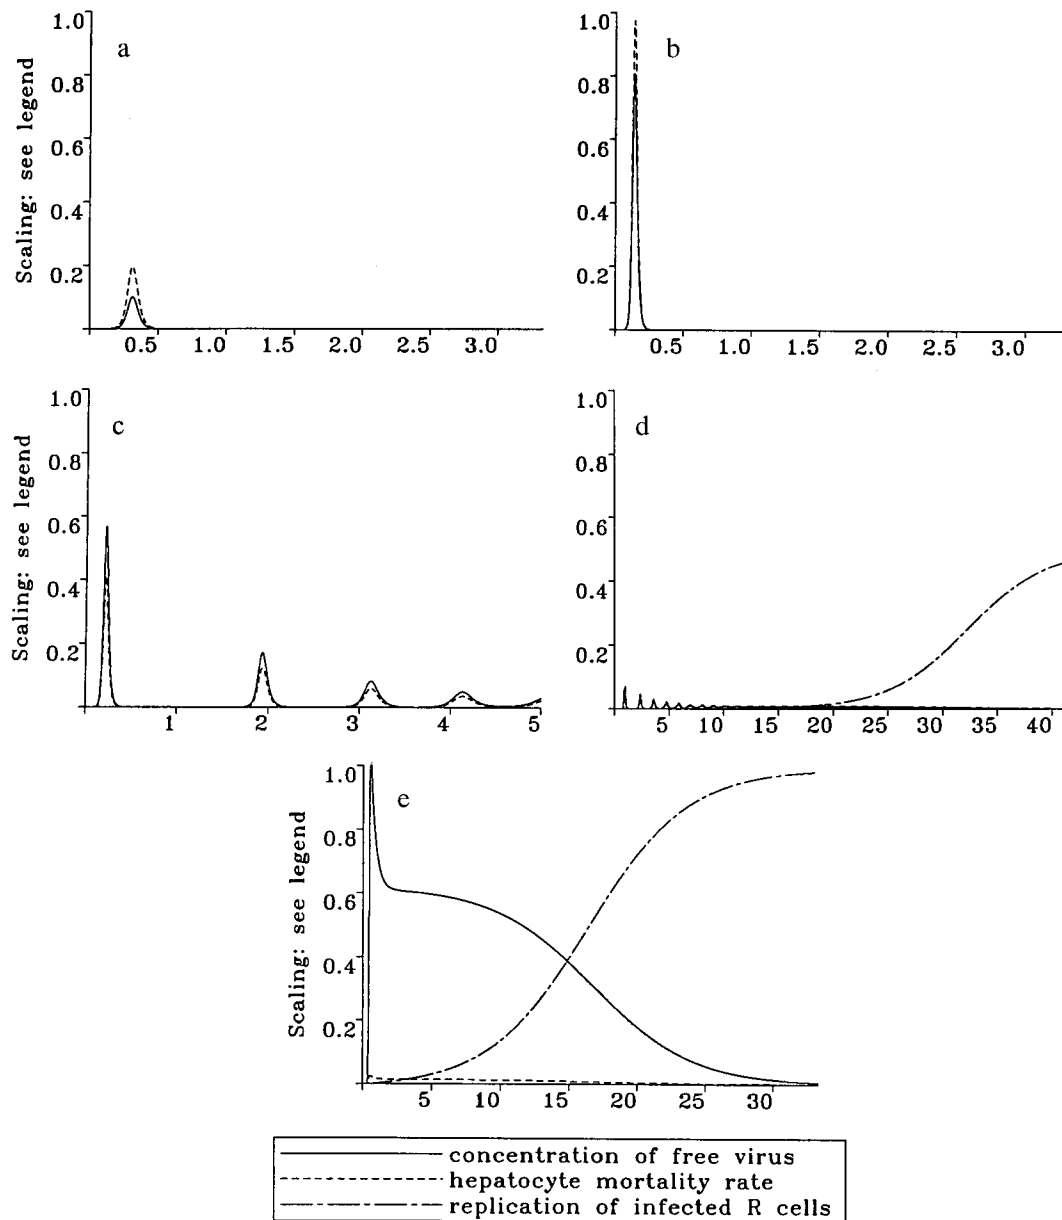 a
1.0
0.8
0.6
0.4
0.2
Scaling: see legend
0.5 1.0 1.5 2.0 2.5 3.0
b
1.0
0.8
0.6
0.4
0.2
0.5 1.0 1.5 2.0 2.5 3.0
c
1.0
0.8
0.6
0.4
0.2
Scaling: see legend
1 2 3 4 5
d
1.0
0.8
0.6
0.4
0.2
5 10 15 20 25 30 35 40
e
1.0
0.8
0.6
0.4
0.2
Scaling: see legend
5 10 15 20 25 30
concentration of free virus
hepatocyte mortality rate
replication of infected R cells